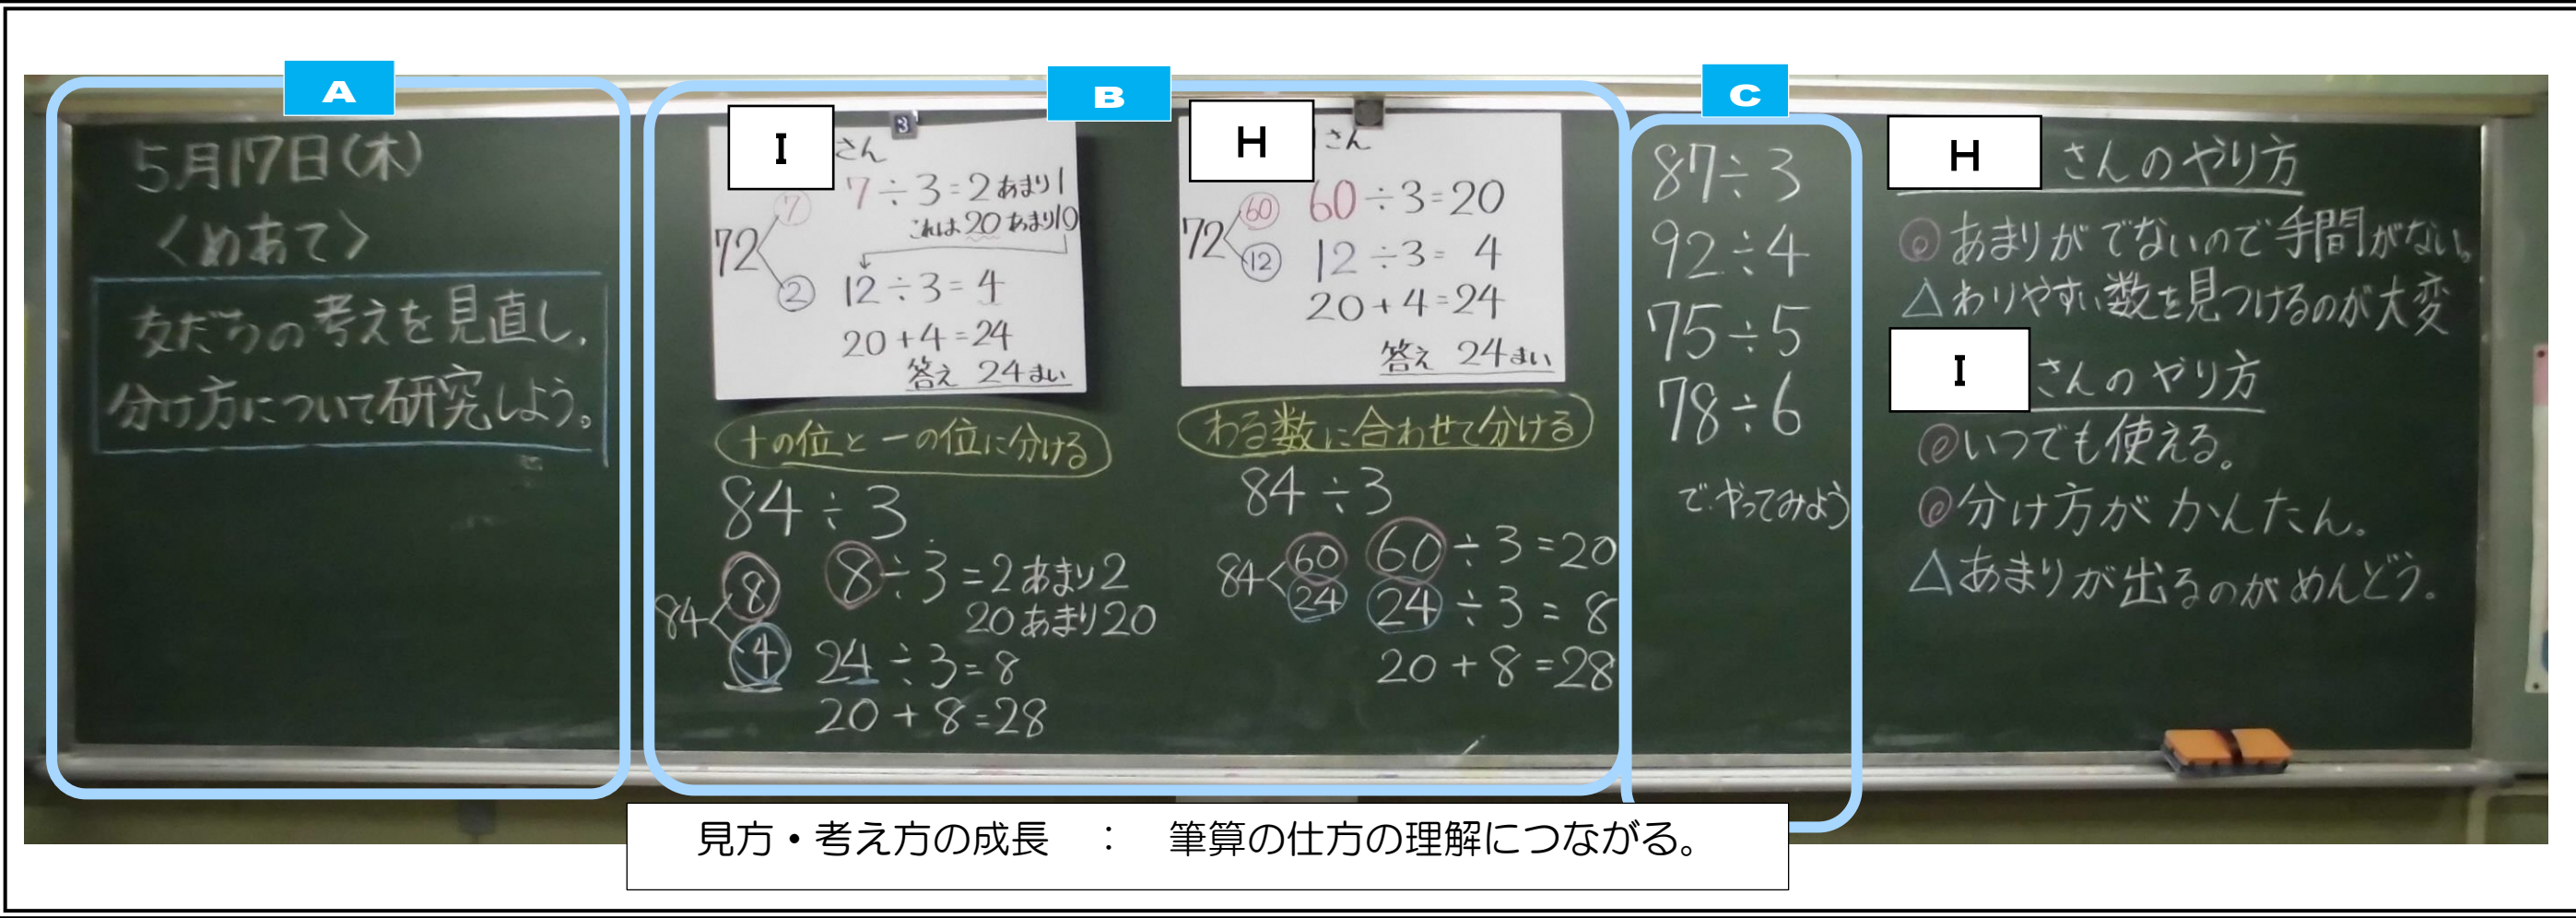 A
5月17日(木)
〈めあて〉
友だちの考えを見直し、
分け方について研究しよう。
B
I さん
3
7÷3=2あまり1
これは20あまり10
72
7
2
12÷3=4
20+4=24
答え 24まい
十の位と一の位に分ける
84÷3
84
8
4
8÷3=2あまり2
20あまり20
24÷3=8
20+8=28
H さん
72
60
12
60÷3=20
12÷3= 4
20+4=24
答え 24まい
わる数に合わせて分ける
84÷3
84
60
24
60÷3=20
24÷3= 8
20+8=28
C
87÷3
92÷4
75÷5
78÷6
でやってみよう
H さんのやり方
◎あまりがでないので手間がない。
△わりやすい数を見つけるのが大変
I さんのやり方
◎いつでも使える。
◎分け方がかんたん。
△あまりが出るのがめんどう。
見方・考え方の成長 : 筆算の仕方の理解につながる。